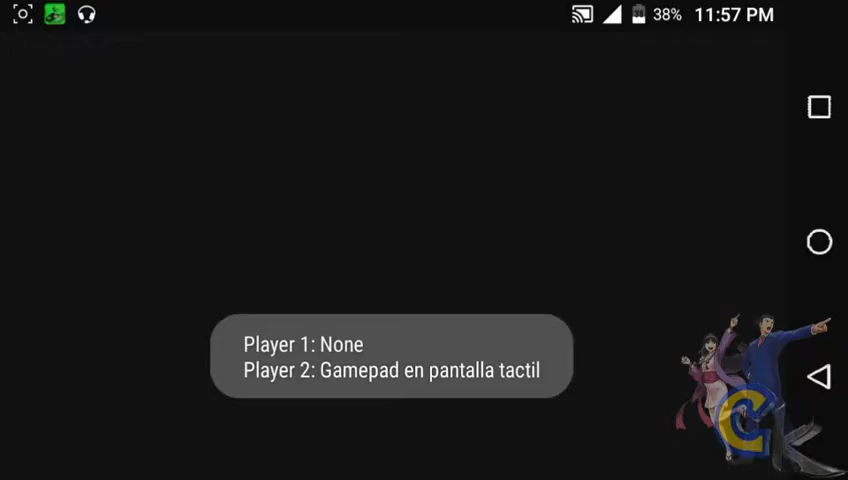 38% 11:57 PM
Player 1: None
Player 2: Gamepad en pantalla tactil
C